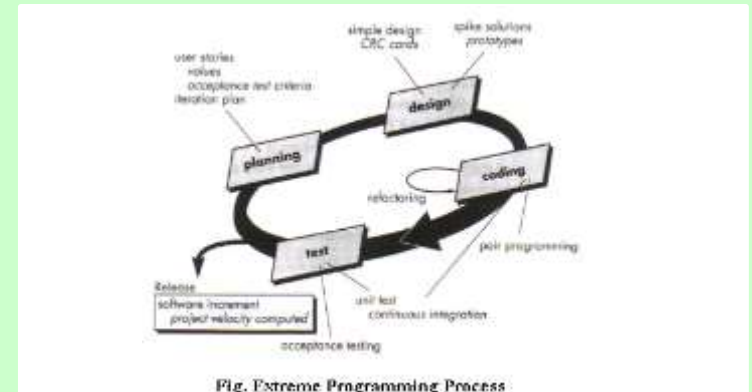 simple design
CRC cards
spike solutions
prototypes
user stories
values
acceptance test criteria
iteration plan
design
planning
coding
refactoring
pair programming
test
Release
software increment
project velocity computed
unit test
continuous integration
acceptance testing
Fig. Extreme Programming Process